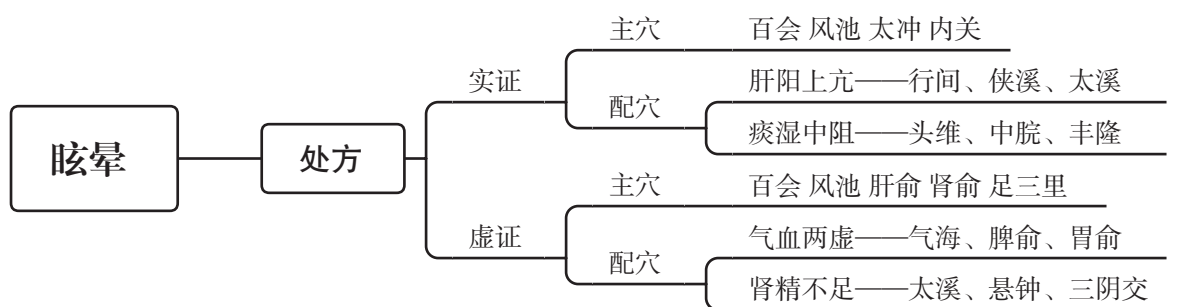 眩晕
处方
实证
主穴
百会 风池 太冲 内关
配穴
肝阳上亢——行间、侠溪、太溪
痰湿中阻——头维、中脘、丰隆
虚证
主穴
百会 风池 肝俞 肾俞 足三里
配穴
气血两虚——气海、脾俞、胃俞
肾精不足——太溪、悬钟、三阴交